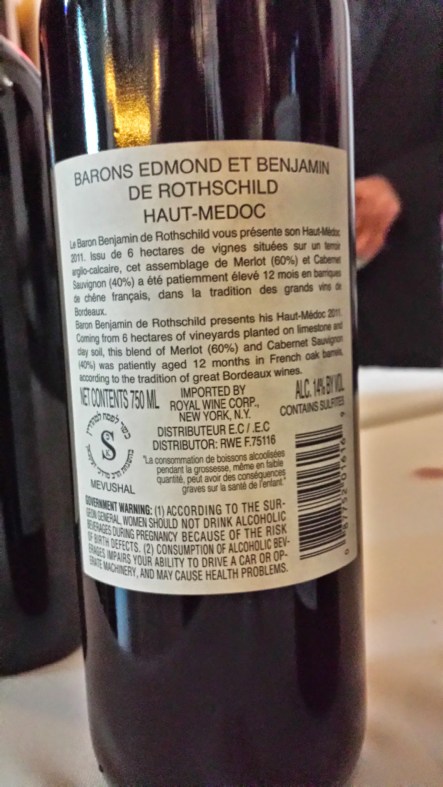 BARONS EDMOND ET BENJAMIN
DE ROTHSCHILD
HAUT-MEDOC
Le Baron Benjamin de Rothschild vous présente son Haut-Médoc
2011. Issu de 6 hectares de vignes situées sur un terroir
argilo-calcaire, cet assemblage de Merlot (60%) et Cabernet
Sauvignon (40%) a été patiemment élevé 12 mois en barriques
de chêne français, dans la tradition des grands vins de
Bordeaux.
Baron Benjamin de Rothschild presents his Haut-Médoc 2011.
Coming from 6 hectares of vineyards planted on limestone and
clay soil, this blend of Merlot (60%) and Cabernet Sauvignon
(40%) was patiently aged 12 months in French oak barrels,
according to the tradition of great Bordeaux wines.
NET CONTENTS 750 ML
IMPORTED BY
ROYAL WINE CORP.,
NEW YORK, N.Y.
ALC. 14% BY VOL
CONTAINS SULFITES
DISTRIBUTEUR E.C / .E.C
DISTRIBUTOR: RWE F.75116
S
MEVUSHAL
"La consommation de boissons alcoolisées
pendant la grossesse, même en faible
quantité, peut avoir des conséquences
graves sur la santé de l'enfant."
GOVERNMENT WARNING: (1) ACCORDING TO THE SUR-
GEON GENERAL, WOMEN SHOULD NOT DRINK ALCOHOLIC
BEVERAGES DURING PREGNANCY BECAUSE OF THE RISK
OF BIRTH DEFECTS. (2) CONSUMPTION OF ALCOHOLIC BEV-
ERAGES IMPAIRS YOUR ABILITY TO DRIVE A CAR OR OP-
ERATE MACHINERY, AND MAY CAUSE HEALTH PROBLEMS.